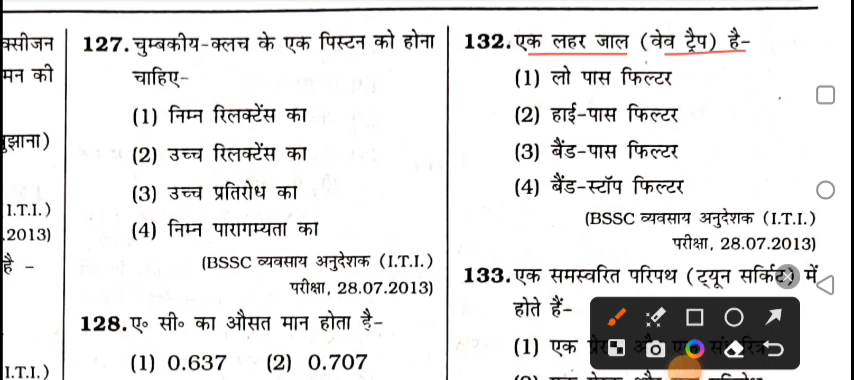 क्सीजन
मन की
ुझाना)
I.T.I.)
.2013)
है –
I.T.I.)
127. चुम्बकीय-क्लच के एक पिस्टन को होना
चाहिए-
(1) निम्न रिलक्टेंस का
(2) उच्च रिलक्टेंस का
(3) उच्च प्रतिरोध का
(4) निम्न पारागम्यता का
(BSSC व्यवसाय अनुदेशक (I.T.I.)
परीक्षा, 28.07.2013)
128. ए० सी० का औसत मान होता है-
(1) 0.637 (2) 0.707
132. एक लहर जाल (वेव ट्रैप) है-
(1) लो पास फिल्टर
(2) हाई-पास फिल्टर
(3) बैंड-पास फिल्टर
(4) बैंड-स्टॉप फिल्टर
(BSSC व्यवसाय अनुदेशक (I.T.I.)
परीक्षा, 28.07.2013)
133. एक समस्वरित परिपथ (ट्यून सर्किट) में
होते हैं-
(1) एक